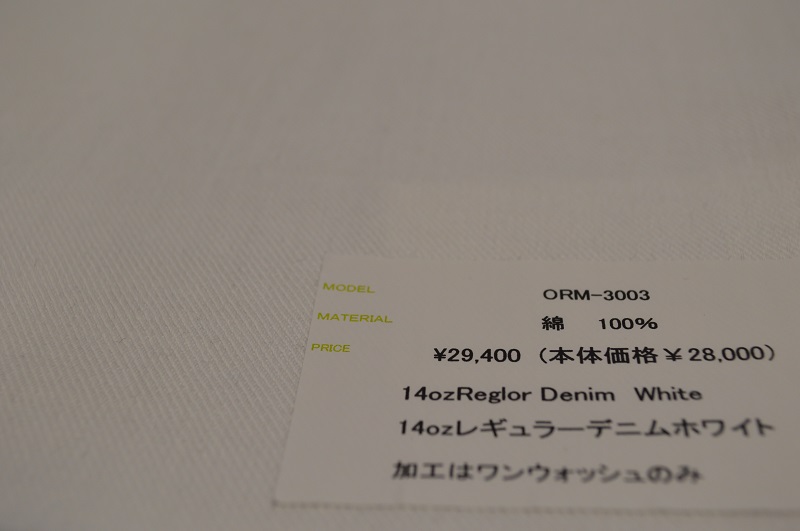 MODEL ORM-3003
MATERIAL 綿 100%
PRICE ¥29,400 (本体価格¥28,000)
14ozReglor Denim White
14ozレギュラーデニムホワイト
加工はワンウォッシュのみ